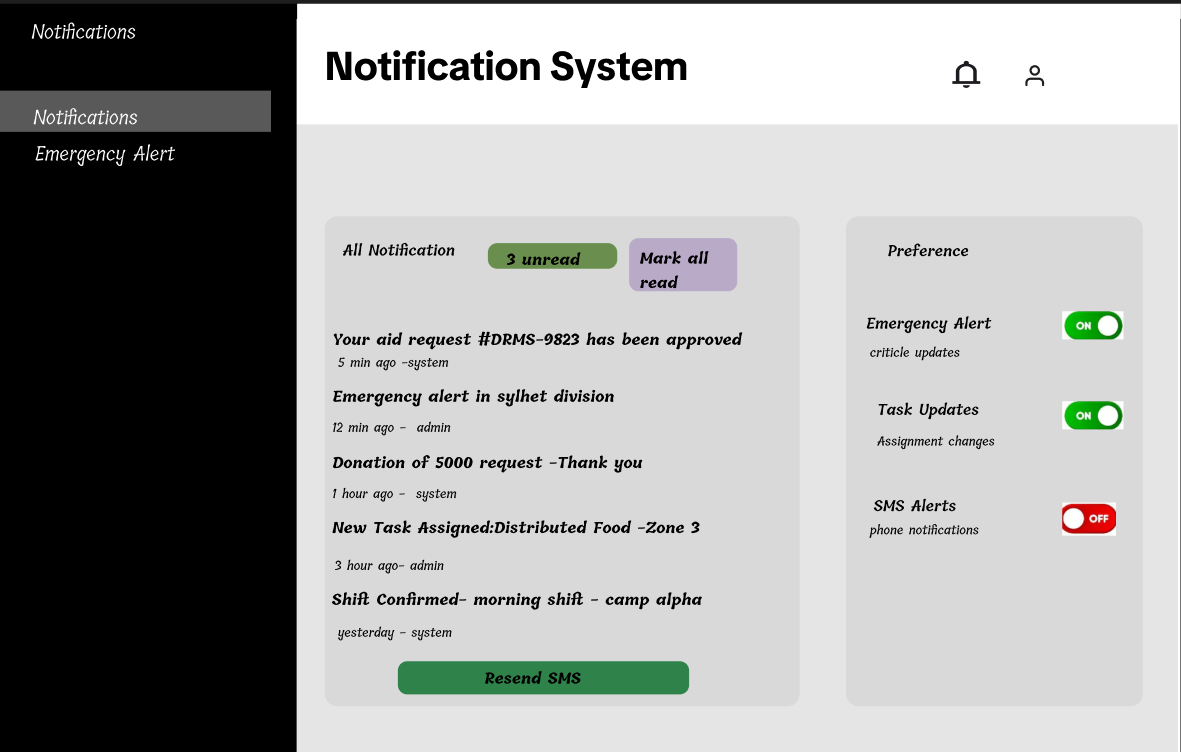 Notifications
Notifications
Emergency Alert
Notification System
All Notification
3 unread
Mark all
read
Your aid request #DRMS-9823 has been approved
5 min ago -system
Emergency alert in sylhet division
12 min ago - admin
Donation of 5000 request -Thank you
1 hour ago - system
New Task Assigned:Distributed Food -Zone 3
3 hour ago- admin
Shift Confirmed- morning shift - camp alpha
yesterday - system
Resend SMS
Preference
Emergency Alert
ON
criticle updates
Task Updates
ON
Assignment changes
SMS Alerts
OFF
phone notifications